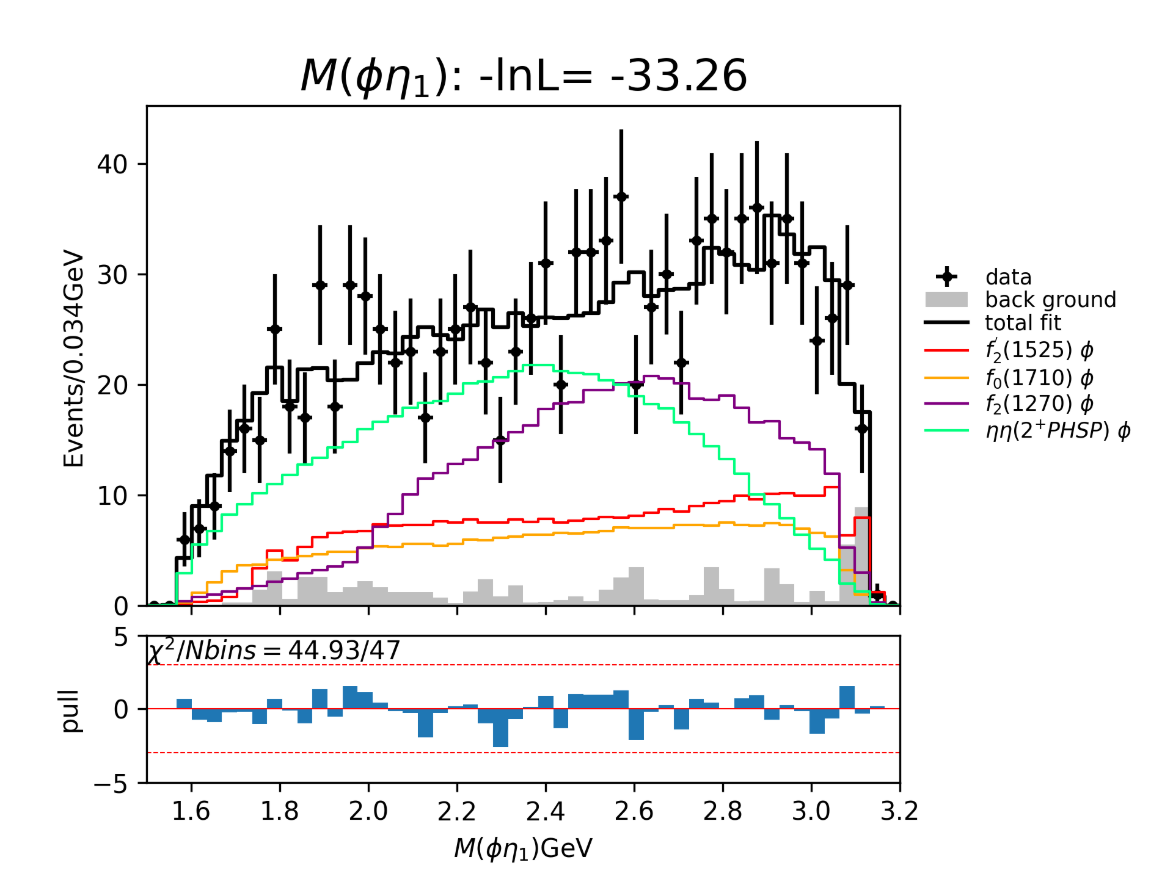 M(ϕη₁): -lnL= -33.26
Events/0.034GeV
40
30
20
10
0
data
back ground
total fit
f₂′(1525) ϕ
f₀(1710) ϕ
f₂(1270) ϕ
ηη(2⁺PHSP) ϕ
χ²/Nbins = 44.93/47
pull
5
0
−5
1.6 1.8 2.0 2.2 2.4 2.6 2.8 3.0 3.2
M(ϕη₁)GeV